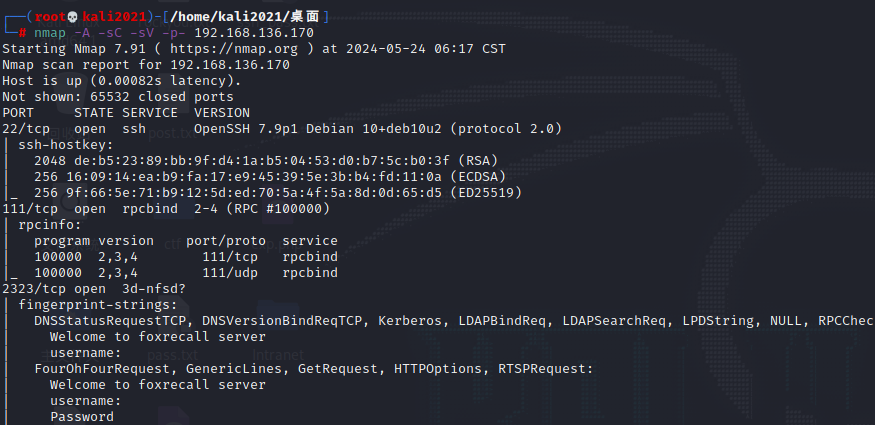 (root💀kali2021)-[/home/kali2021/桌面]
# nmap -A -sC -sV -p- 192.168.136.170
Starting Nmap 7.91 ( https://nmap.org ) at 2024-05-24 06:17 CST
Nmap scan report for 192.168.136.170
Host is up (0.00082s latency).
Not shown: 65532 closed ports
PORT     STATE SERVICE  VERSION
22/tcp   open  ssh      OpenSSH 7.9p1 Debian 10+deb10u2 (protocol 2.0)
| ssh-hostkey:
|   2048 de:b5:23:89:bb:9f:d4:1a:b5:04:53:d0:b7:5c:b0:3f (RSA)
|   256 16:09:14:ea:b9:fa:17:e9:45:39:5e:3b:b4:fd:11:0a (ECDSA)
|_  256 9f:66:5e:71:b9:12:5d:ed:70:5a:4f:5a:8d:0d:65:d5 (ED25519)
111/tcp  open  rpcbind  2-4 (RPC #100000)
| rpcinfo:
|   program version    port/proto  service
|   100000  2,3,4        111/tcp   rpcbind
|_  100000  2,3,4        111/udp   rpcbind
2323/tcp open  3d-nfsd?
| fingerprint-strings:
|   DNSStatusRequestTCP, DNSVersionBindReqTCP, Kerberos, LDAPBindReq, LDAPSearchReq, LPDString, NULL, RPCChec
|     Welcome to foxrecall server
|     username:
|   FourOhFourRequest, GenericLines, GetRequest, HTTPOptions, RTSPRequest:
|     Welcome to foxrecall server
|     username:
|     Password
post.txt
ctf
pass.txt
intranet